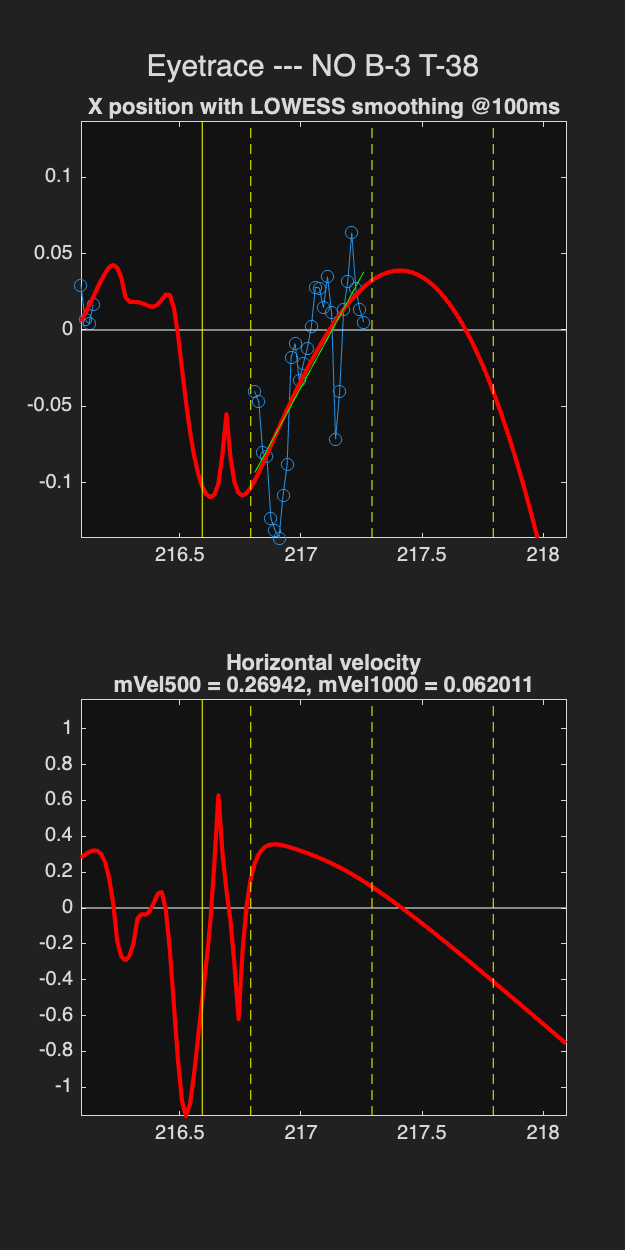 Eyetrace --- NO B-3 T-38
X position with LOWESS smoothing @100ms
0.1
0.05
0
-0.05
-0.1
216.5 217 217.5 218
Horizontal velocity
mVel500 = 0.26942, mVel1000 = 0.062011
1
0.8
0.6
0.4
0.2
0
-0.2
-0.4
-0.6
-0.8
-1
216.5 217 217.5 218